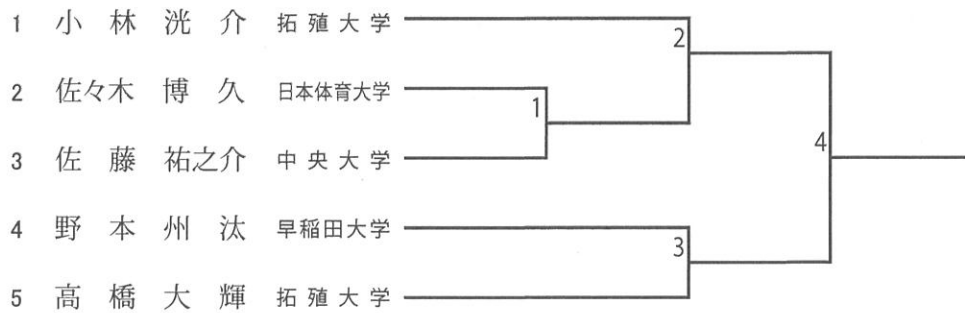 1 小林洸介 拓殖大学
2
2 佐々木博久 日本体育大学
1
3 佐藤祐之介 中央大学
4
4 野本州汰 早稲田大学
3
5 高橋大輝 拓殖大学